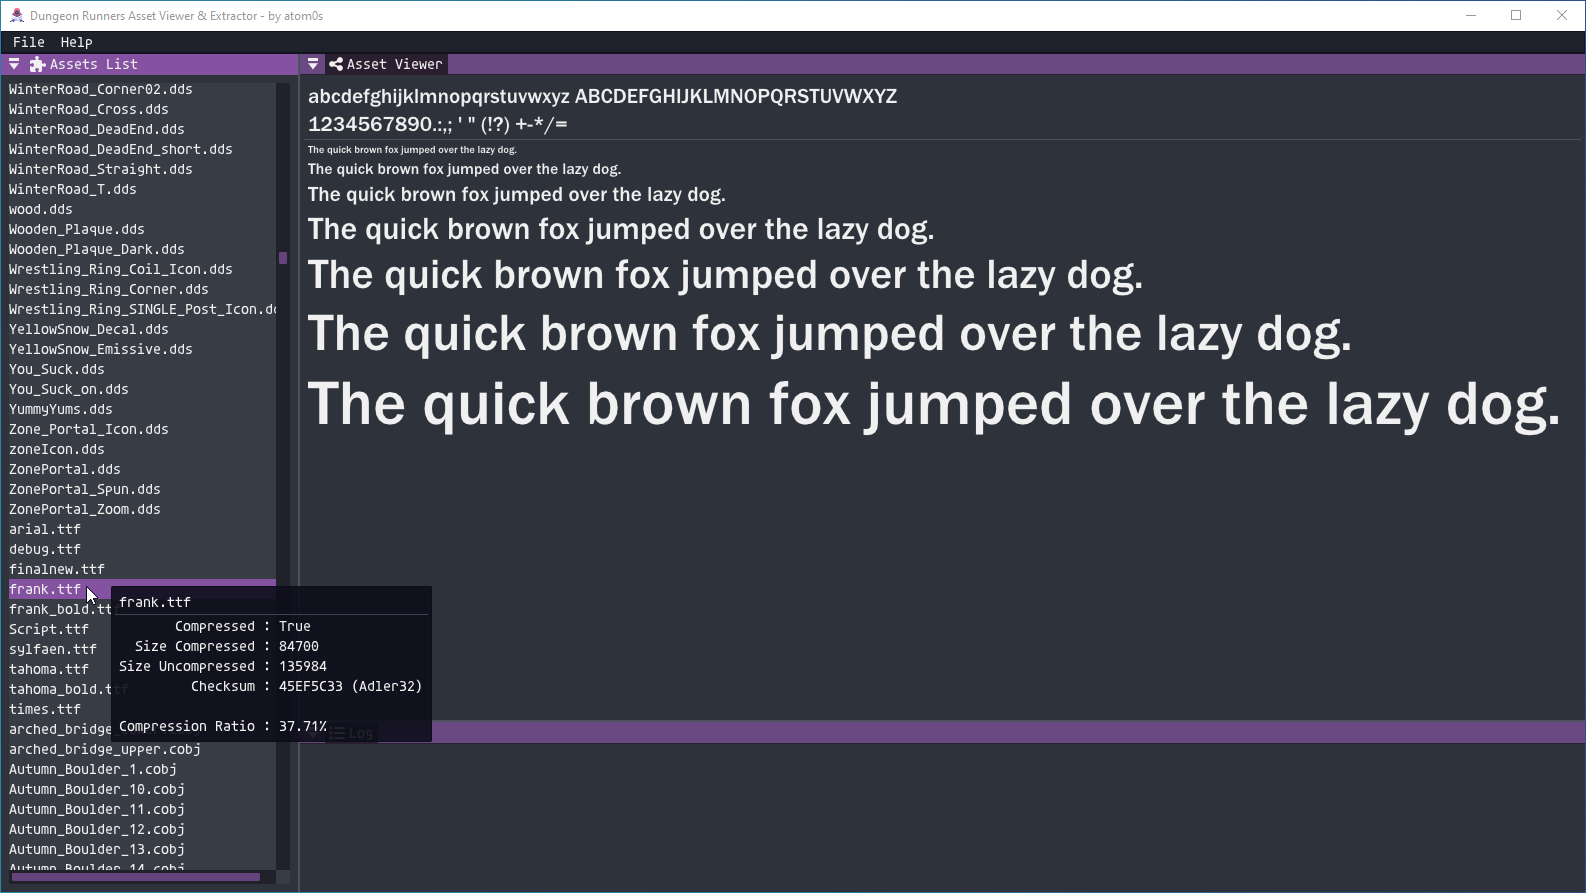 Dungeon Runners Asset Viewer & Extractor - by atom0s
File Help
Assets List
WinterRoad_Corner02.dds
WinterRoad_Cross.dds
WinterRoad_DeadEnd.dds
WinterRoad_DeadEnd_short.dds
WinterRoad_Straight.dds
WinterRoad_T.dds
wood.dds
Wooden_Plaque.dds
Wooden_Plaque_Dark.dds
Wrestling_Ring_Coil_Icon.dds
Wrestling_Ring_Corner.dds
Wrestling_Ring_SINGLE_Post_Icon.dd
YellowSnow_Decal.dds
YellowSnow_Emissive.dds
You_Suck.dds
You_Suck_on.dds
YummyYums.dds
Zone_Portal_Icon.dds
zoneIcon.dds
ZonePortal.dds
ZonePortal_Spun.dds
ZonePortal_Zoom.dds
arial.ttf
debug.ttf
finalnew.ttf
frank.ttf
frank_bold.ttf
Script.ttf
sylfaen.ttf
tahoma.ttf
tahoma_bold.ttf
times.ttf
arched_bridge
arched_bridge_upper.cobj
Autumn_Boulder_1.cobj
Autumn_Boulder_10.cobj
Autumn_Boulder_11.cobj
Autumn_Boulder_12.cobj
Autumn_Boulder_13.cobj
Autumn_Boulder_14.cobj
Asset Viewer
abcdefghijklmnopqrstuvwxyz ABCDEFGHIJKLMNOPQRSTUVWXYZ
1234567890.:,; ' " (!?) +-*/=
The quick brown fox jumped over the lazy dog.
The quick brown fox jumped over the lazy dog.
The quick brown fox jumped over the lazy dog.
The quick brown fox jumped over the lazy dog.
The quick brown fox jumped over the lazy dog.
The quick brown fox jumped over the lazy dog.
The quick brown fox jumped over the lazy dog.
frank.ttf
Compressed : True
Size Compressed : 84700
Size Uncompressed : 135984
Checksum : 45EF5C33 (Adler32)
Compression Ratio : 37.71%
Log